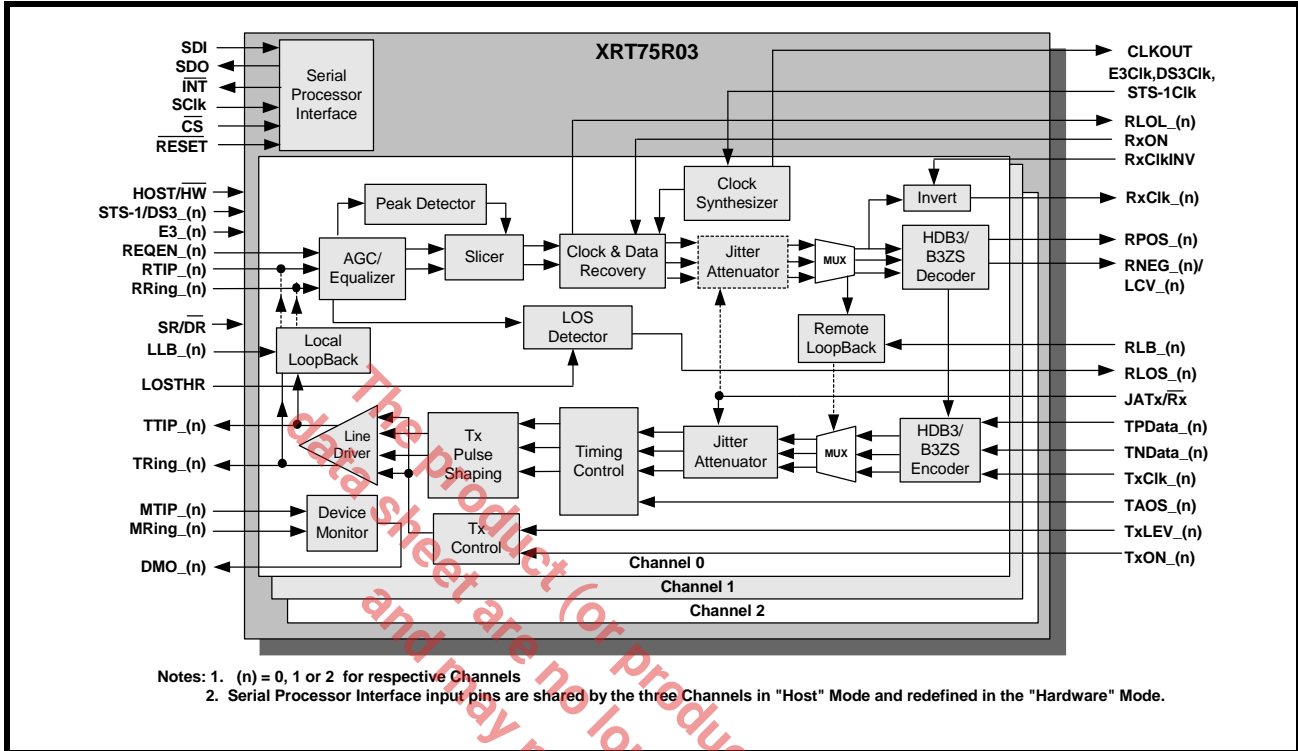 XRT75R03
SDI
SDO
INT
SClk
CS
RESET
Serial
Processor
Interface
CLKOUT
E3Clk,DS3Clk,
STS-1Clk
RLOL_(n)
RxON
RxClkINV
RxClk_(n)
RPOS_(n)
RNEG_(n)/
LCV_(n)
RLB_(n)
RLOS_(n)
JATx/Rx
TPData_(n)
TNData_(n)
TxClk_(n)
TAOS_(n)
TxLEV_(n)
TxON_(n)
HOST/HW
STS-1/DS3_(n)
E3_(n)
REQEN_(n)
RTIP_(n)
RRing_(n)
SR/DR
LLB_(n)
LOSTHR
TTIP_(n)
TRing_(n)
MTIP_(n)
MRing_(n)
DMO_(n)
Peak Detector
AGC/
Equalizer
Slicer
Clock & Data
Recovery
Clock
Synthesizer
Jitter
Attenuator
MUX
Invert
HDB3/
B3ZS
Decoder
LOS
Detector
Remote
LoopBack
Local
LoopBack
Line
Driver
Tx
Pulse
Shaping
Timing
Control
Jitter
Attenuator
MUX
HDB3/
B3ZS
Encoder
Device
Monitor
Tx
Control
Channel 0
Channel 1
Channel 2
Notes: 1. (n) = 0, 1 or 2 for respective Channels
2. Serial Processor Interface input pins are shared by the three Channels in "Host" Mode and redefined in the "Hardware" Mode.
The product (or produc
data sheet are no lo
and may